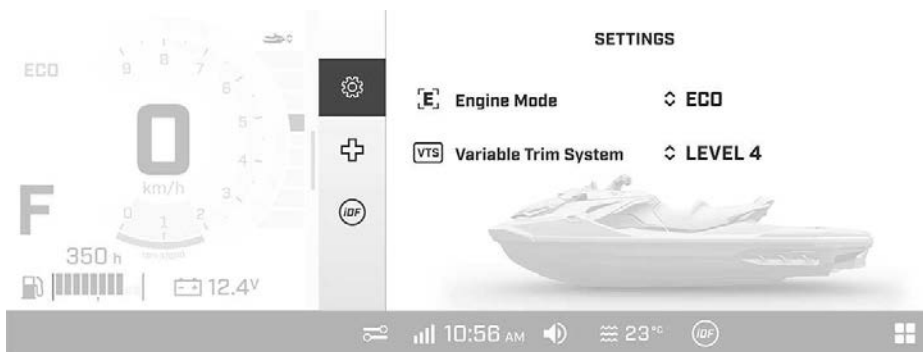 SETTINGS
ECO
9 8 7
6
5
4
3
0 1 2
0
km/h
F
350 h
12.4V
iDF
[E] Engine Mode ECO
VTS Variable Trim System LEVEL 4
10:56 AM 23°C iDF